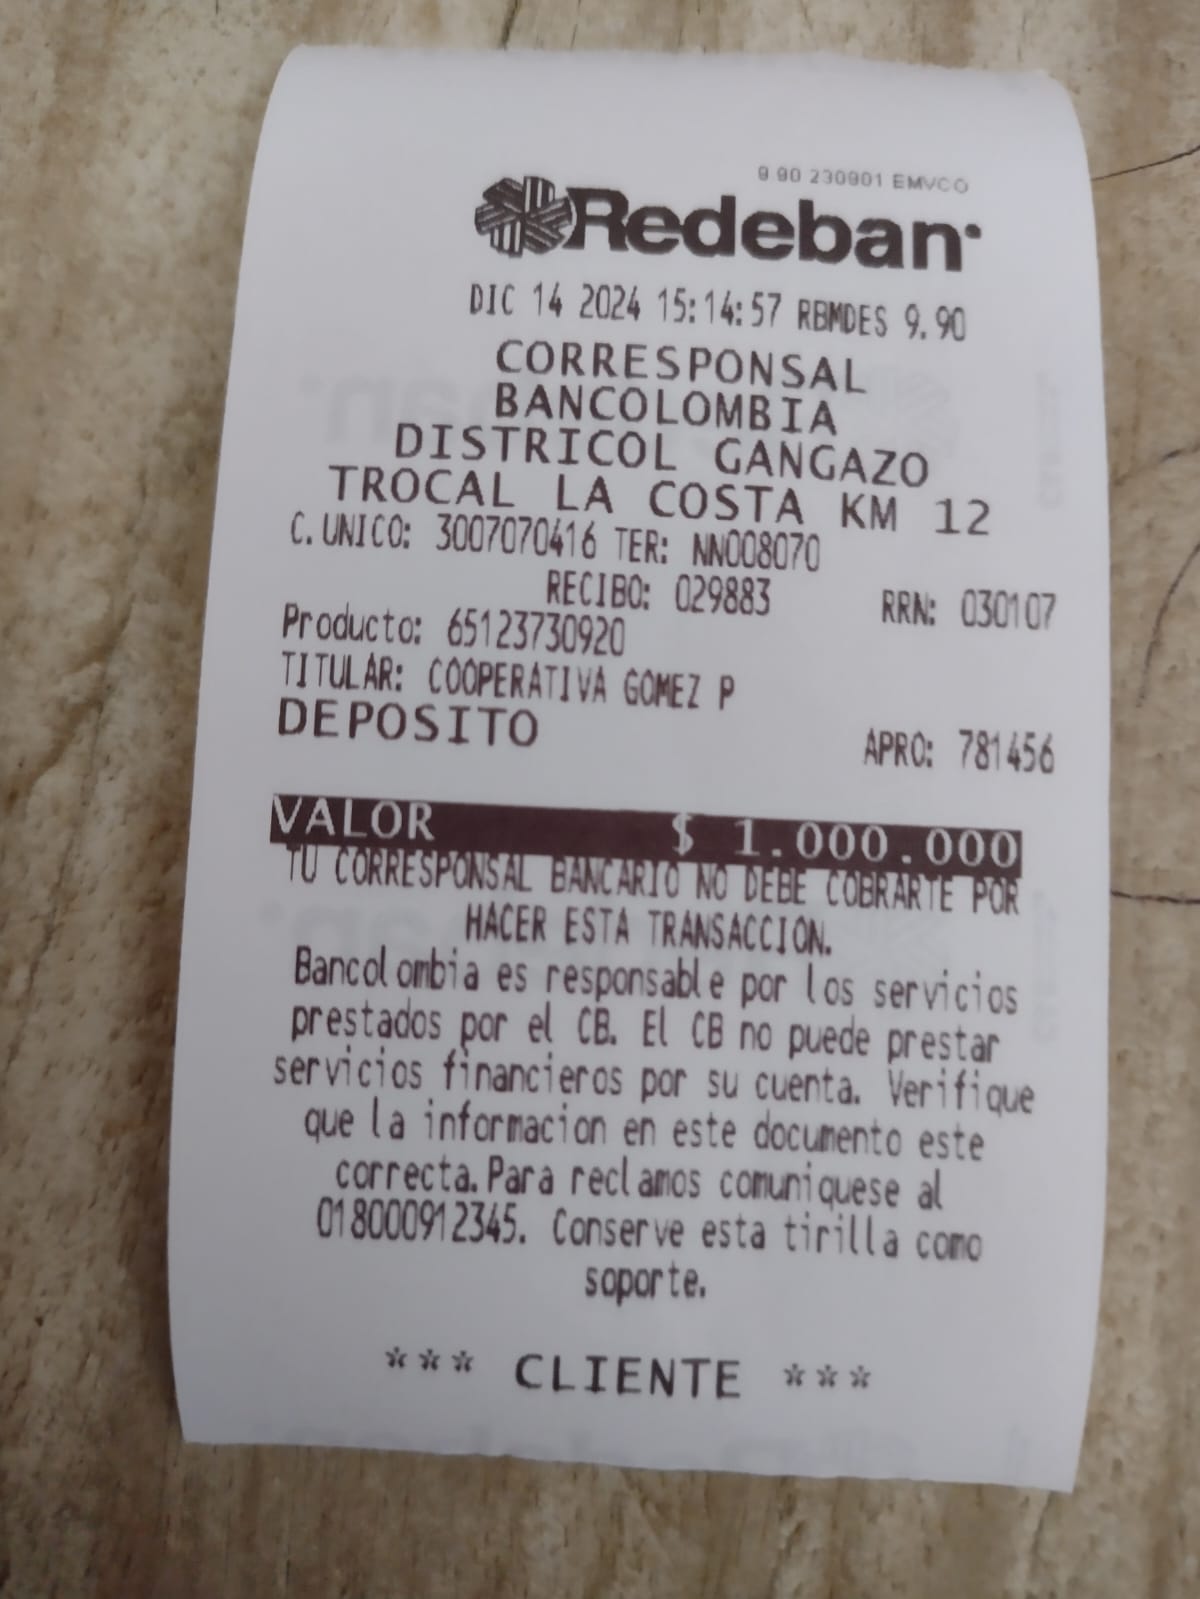 9.90 230901 EMVCO
Redeban
DIC 14 2024 15:14:57 RBMDES 9.90
CORRESPONSAL
BANCOLOMBIA
DISTRICOL GANGAZO
TROCAL LA COSTA KM 12
C. UNICO: 3007070416 TER: NN008070
RECIBO: 029883 RRN: 030107
Producto: 65123730920
TITULAR: COOPERATIVA GOMEZ P
DEPOSITO APRO: 781456
VALOR $ 1.000.000
TU CORRESPONSAL BANCARIO NO DEBE COBRARTE POR
HACER ESTA TRANSACCION.
Bancolombia es responsable por los servicios
prestados por el CB. El CB no puede prestar
servicios financieros por su cuenta. Verifique
que la informacion en este documento este
correcta. Para reclamos comuniquese al
018000912345. Conserve esta tirilla como
soporte.
*** CLIENTE ***